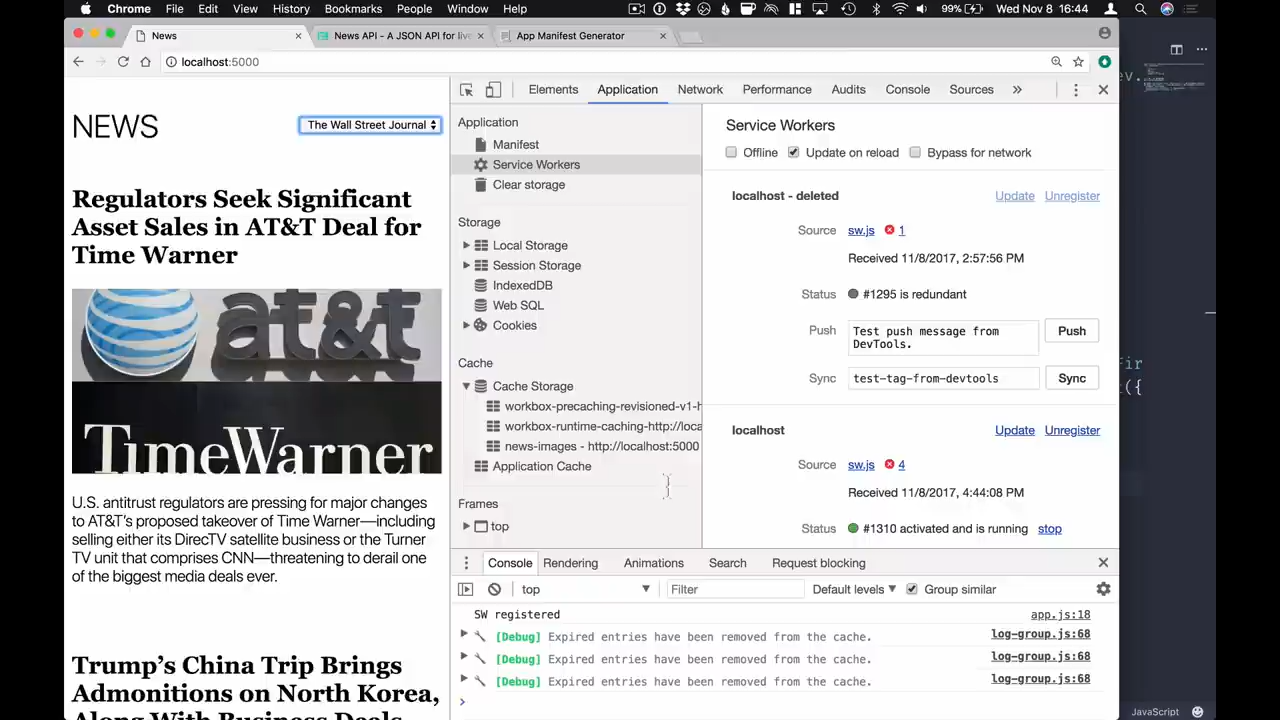 Chrome File Edit View History Bookmarks People Window Help 99% Wed Nov 8 16:44
News News API - A JSON API for live App Manifest Generator
localhost:5000
NEWS
The Wall Street Journal
Regulators Seek Significant
Asset Sales in AT&T Deal for
Time Warner
at&t
TimeWarner
U.S. antitrust regulators are pressing for major changes
to AT&T's proposed takeover of Time Warner—including
selling either its DirecTV satellite business or the Turner
TV unit that comprises CNN—threatening to derail one
of the biggest media deals ever.
Trump's China Trip Brings
Admonitions on North Korea,
Along With Business Deals
Elements Application Network Performance Audits Console Sources »
Application
Manifest
Service Workers
Clear storage
Storage
Local Storage
Session Storage
IndexedDB
Web SQL
Cookies
Cache
Cache Storage
workbox-precaching-revisioned-v1-h
workbox-runtime-caching-http://loca
news-images - http://localhost:5000
Application Cache
Frames
top
Service Workers
Offline Update on reload Bypass for network
localhost - deleted Update Unregister
Source sw.js 1
Received 11/8/2017, 2:57:56 PM
Status #1295 is redundant
Push Test push message from
DevTools. Push
Sync test-tag-from-devtools Sync
localhost Update Unregister
Source sw.js 4
Received 11/8/2017, 4:44:08 PM
Status #1310 activated and is running stop
Console Rendering Animations Search Request blocking
top Filter Default levels Group similar
SW registered app.js:18
[Debug] Expired entries have been removed from the cache. log-group.js:68
[Debug] Expired entries have been removed from the cache. log-group.js:68
[Debug] Expired entries have been removed from the cache. log-group.js:68
ev.
Fir
t({
JavaScript